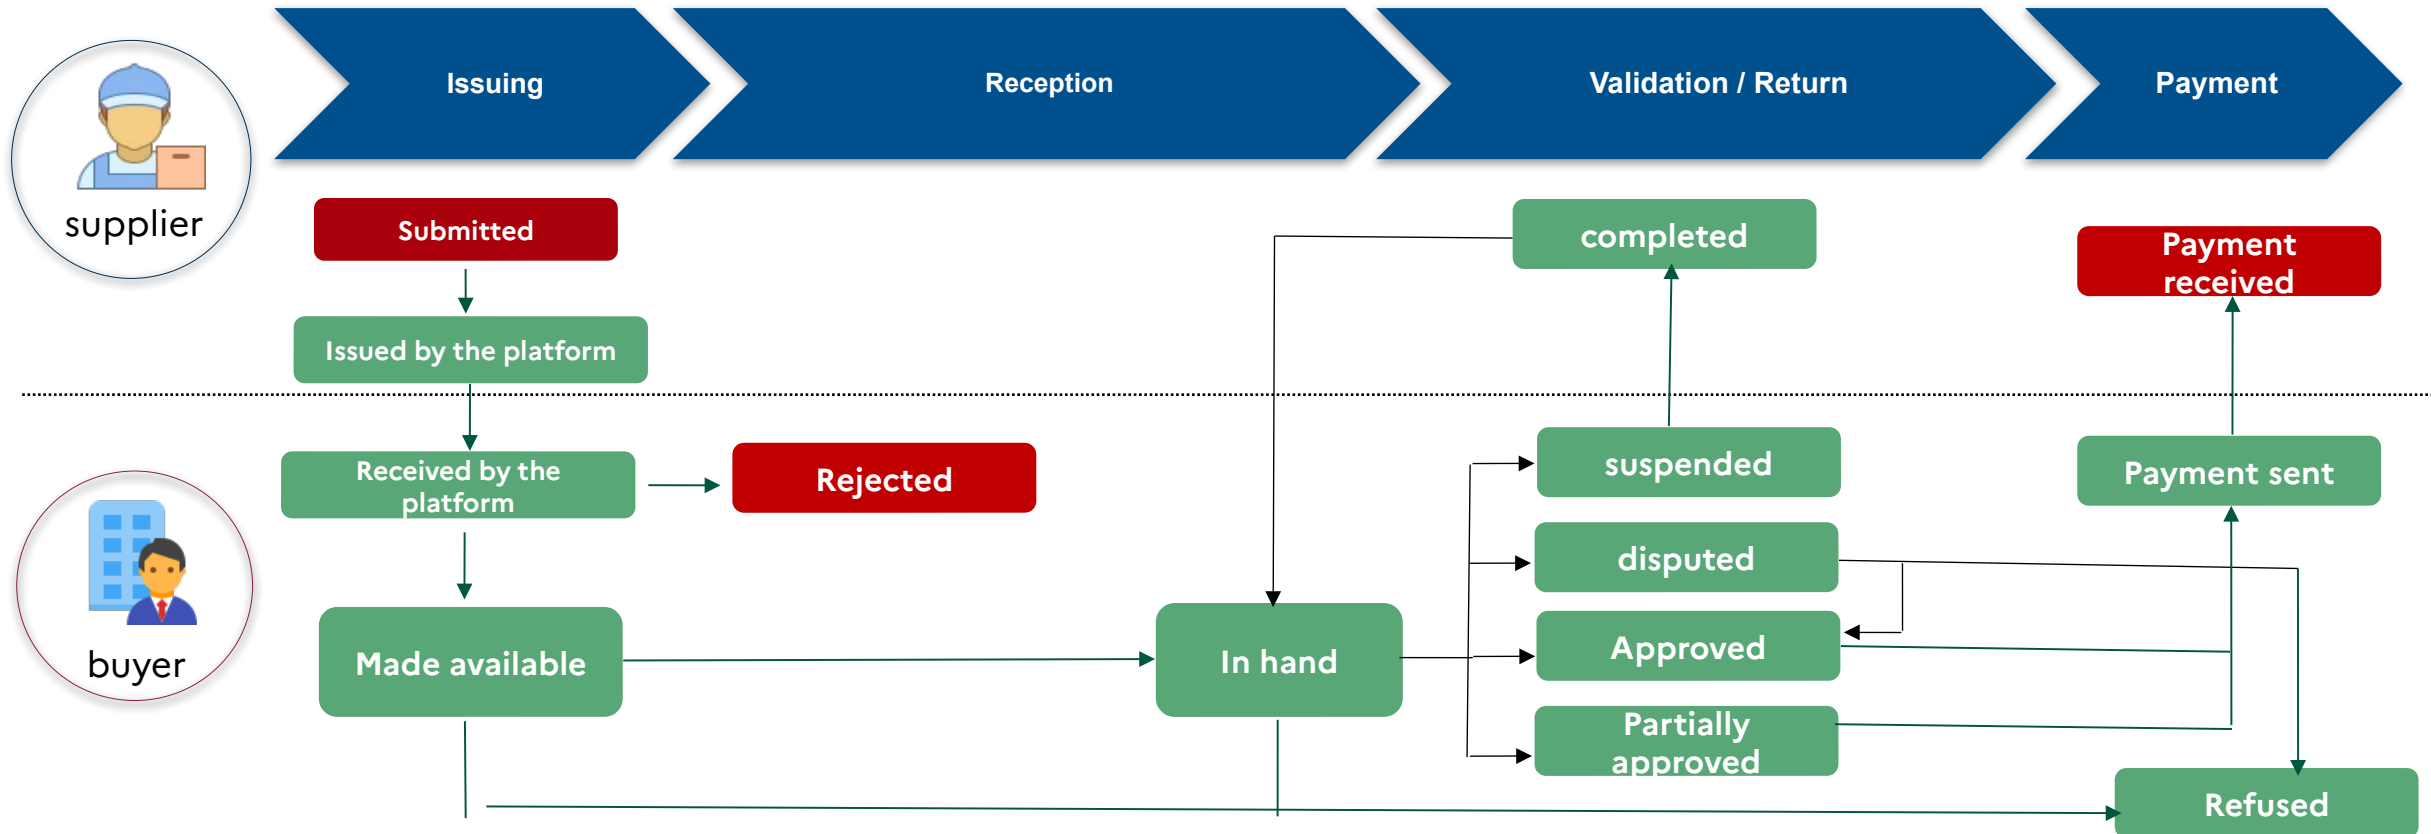 Issuing
Reception
Validation / Return
Payment
supplier
Submitted
completed
Payment
received
Issued by the platform
Received by the
platform
Rejected
suspended
Payment sent
disputed
buyer
Made available
In hand
Approved
Partially
approved
Refused